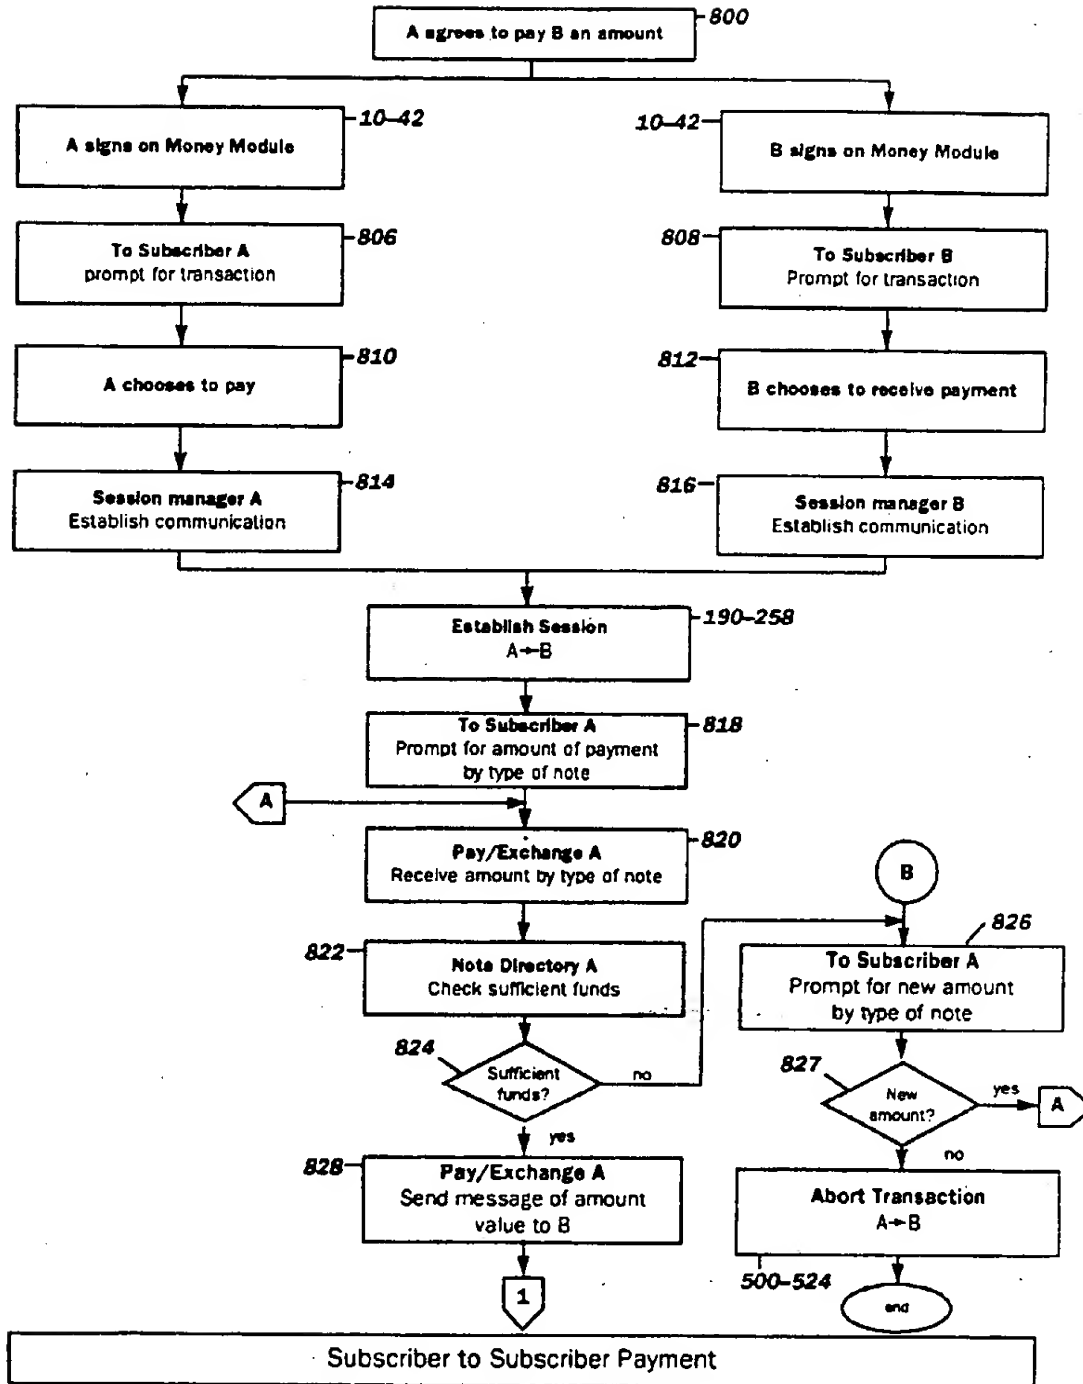 800
A agrees to pay B an amount
10-42
A signs on Money Module
10-42
B signs on Money Module
806
To Subscriber A
prompt for transaction
808
To Subscriber B
Prompt for transaction
810
A chooses to pay
812
B chooses to receive payment
814
Session manager A
Establish communication
816
Session manager B
Establish communication
190-258
Establish Session
A→B
818
To Subscriber A
Prompt for amount of payment
by type of note
A
820
Pay/Exchange A
Receive amount by type of note
B
822
Note Directory A
Check sufficient funds
826
To Subscriber A
Prompt for new amount
by type of note
824
Sufficient
funds?
no
yes
827
New
amount?
yes
A
no
828
Pay/Exchange A
Send message of amount
value to B
Abort Transaction
A→B
500-524
1
end
Subscriber to Subscriber Payment